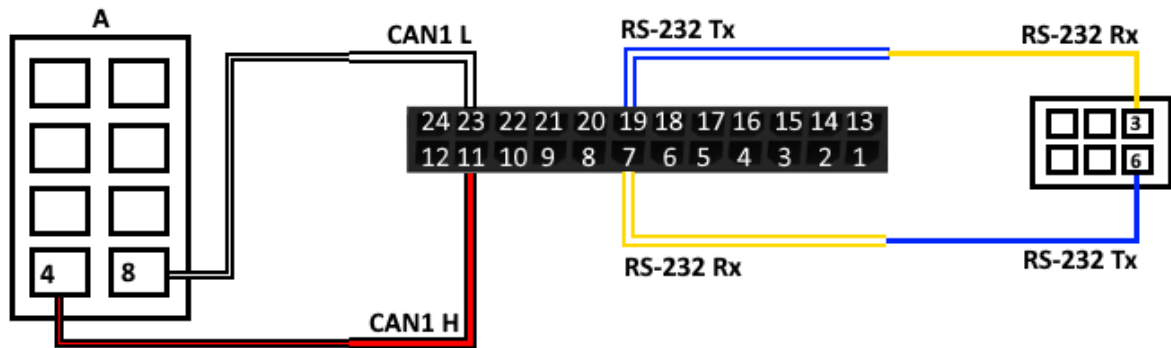 A
CAN1 L
RS-232 Tx
RS-232 Rx
24 23 22 21 20 19 18 17 16 15 14 13
12 11 10 9 8 7 6 5 4 3 2 1
3
6
4
8
RS-232 Rx
RS-232 Tx
CAN1 H